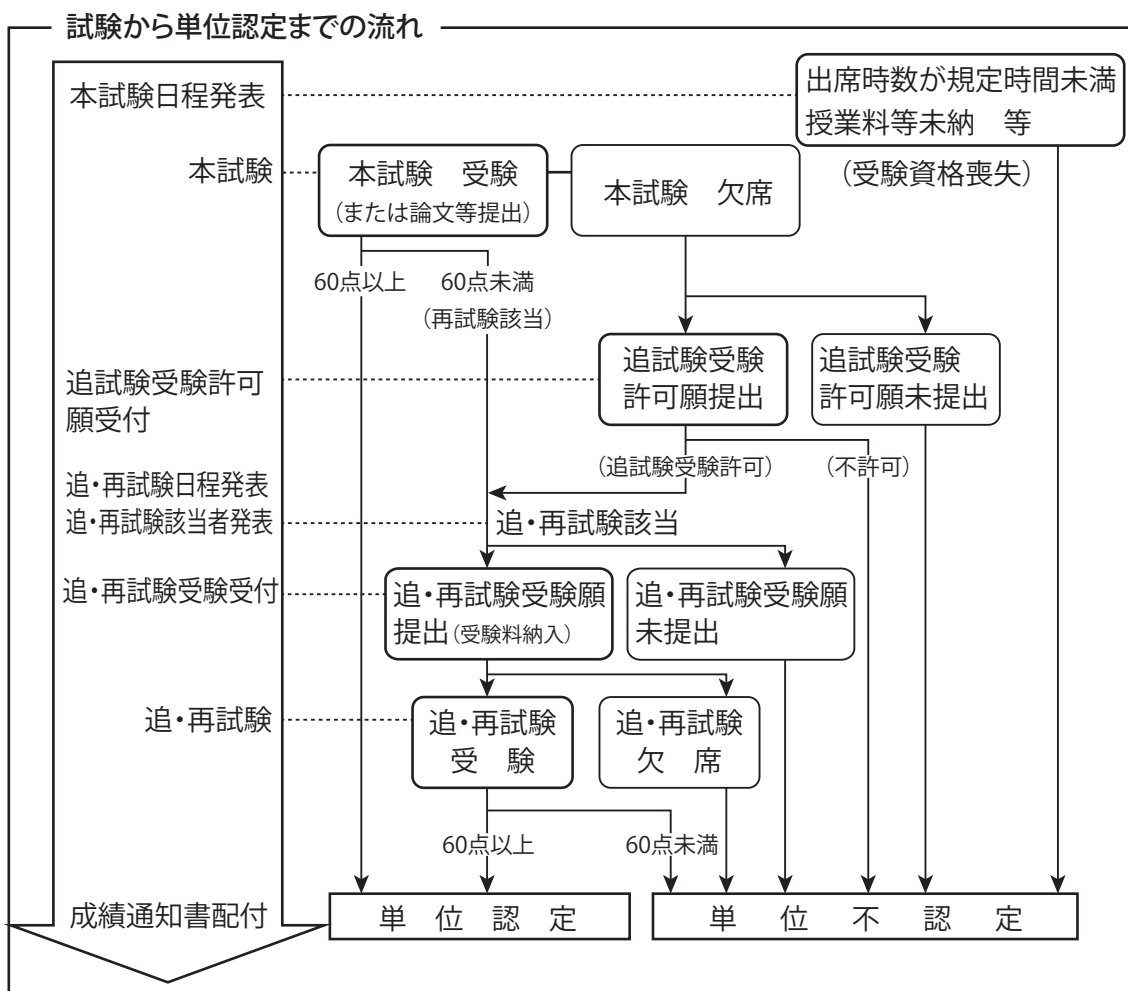 試験から単位認定までの流れ
本試験日程発表
出席時数が規定時間未満
授業料等未納　等
（受験資格喪失）
本試験
本試験　受験
（または論文等提出）
本試験　欠席
60点以上
60点未満
（再試験該当）
追試験受験許可
願受付
追試験受験
許可願提出
追試験受験
許可願未提出
（追試験受験許可）
（不許可）
追・再試験日程発表
追・再試験該当者発表
追・再試験該当
追・再試験受験受付
追・再試験受験願
提出（受験料納入）
追・再試験受験願
未提出
追・再試験
追・再試験
受　験
追・再試験
欠　席
60点以上
60点未満
成績通知書配付
単　位　認　定
単　位　不　認　定